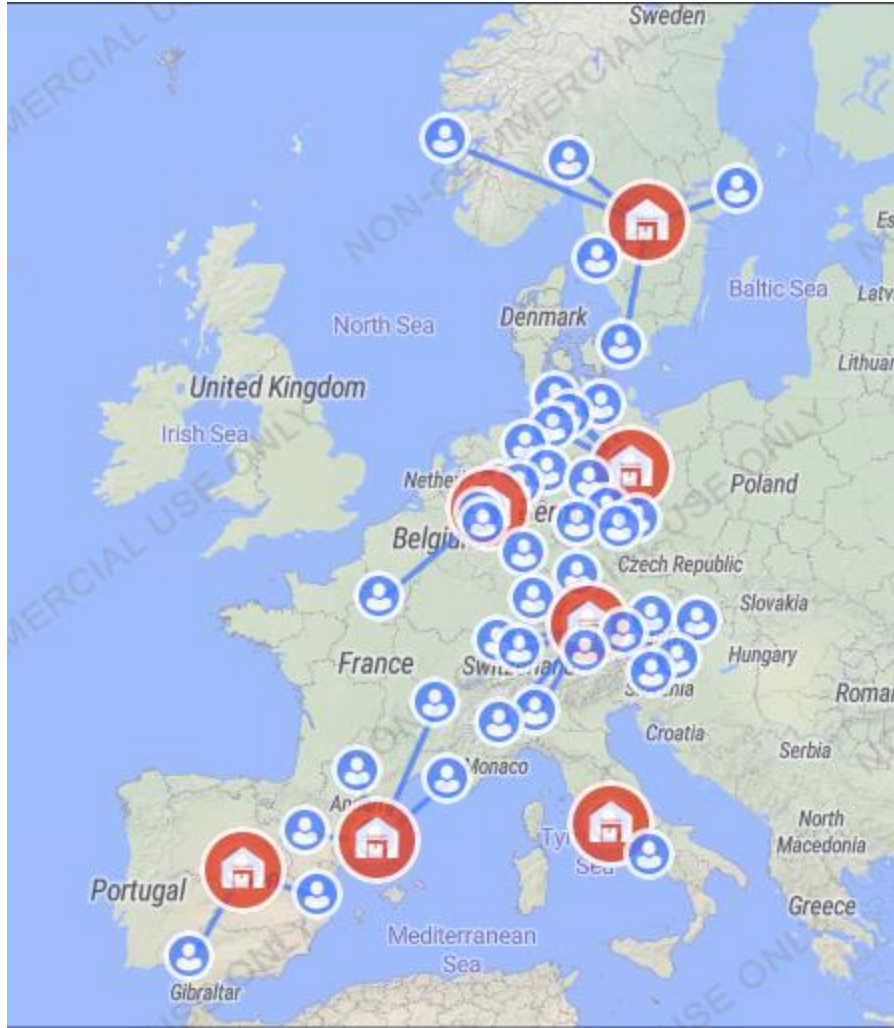 Sweden
Baltic Sea
North Sea
Denmark
United Kingdom
Irish Sea
Poland
Czech Republic
Slovakia
Hungary
France
Croatia
Serbia
Monaco
North
Macedonia
Portugal
Greece
Mediterranean
Sea
Gibraltar
NON-COMMERCIAL USE ONLY